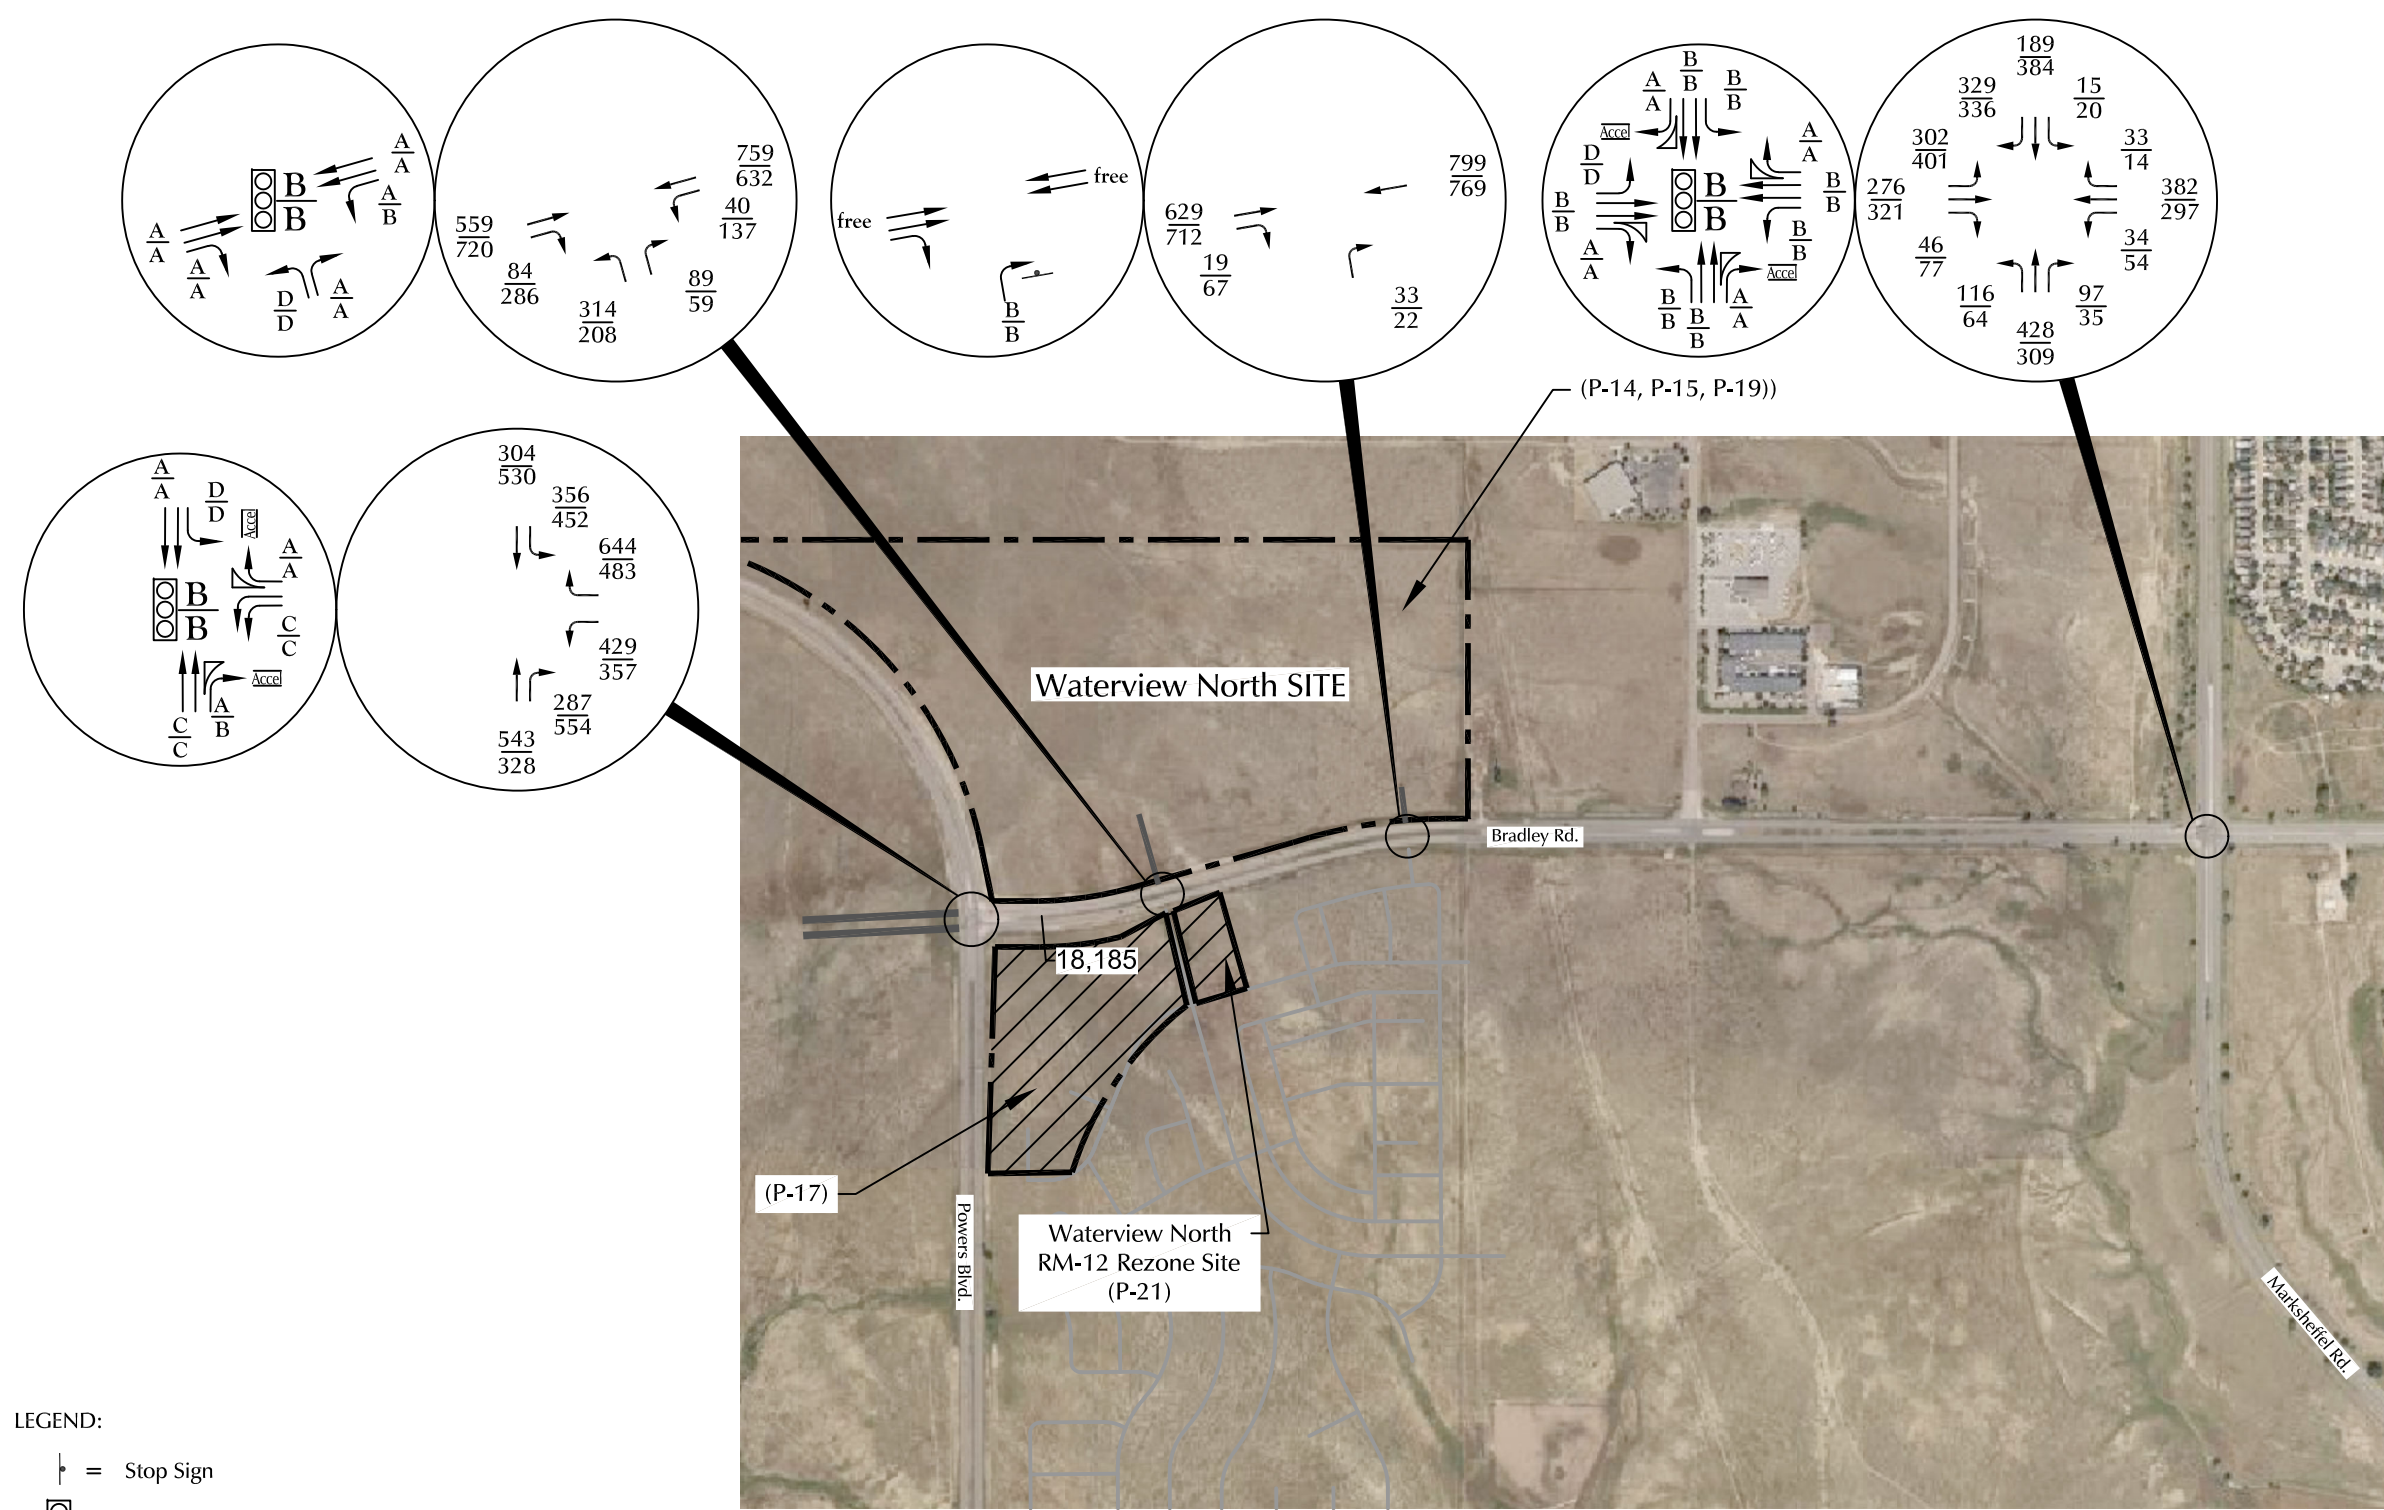 A
A
A
B
B
B
A
A
A
A
D
D
A
A
759
632
40
137
559
720
84
286
314
208
89
59
free
free
B
B
799
769
629
712
19
67
33
22
B
B
A
A
B
B
Accel
A
A
D
D
B
B
B
B
B
B
A
A
B
B
Accel
B
B
B
B
A
A
189
384
329
336
15
20
302
401
33
14
276
321
382
297
46
77
34
54
116
64
97
35
428
309
(P-14, P-15, P-19))
A
A
D
D
Accel
A
A
B
B
C
C
Accel
A
B
C
C
304
530
356
452
644
483
429
357
287
554
543
328
Waterview North SITE
Bradley Rd.
18,185
(P-17)
Powers Blvd.
Waterview North
RM-12 Rezone Site
(P-21)
Marksheffel Rd.
LEGEND:
= Stop Sign